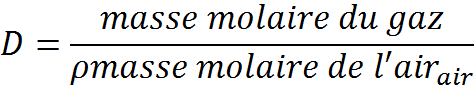 D = masse molaire du gaz / ρmasse molaire de l'air_air